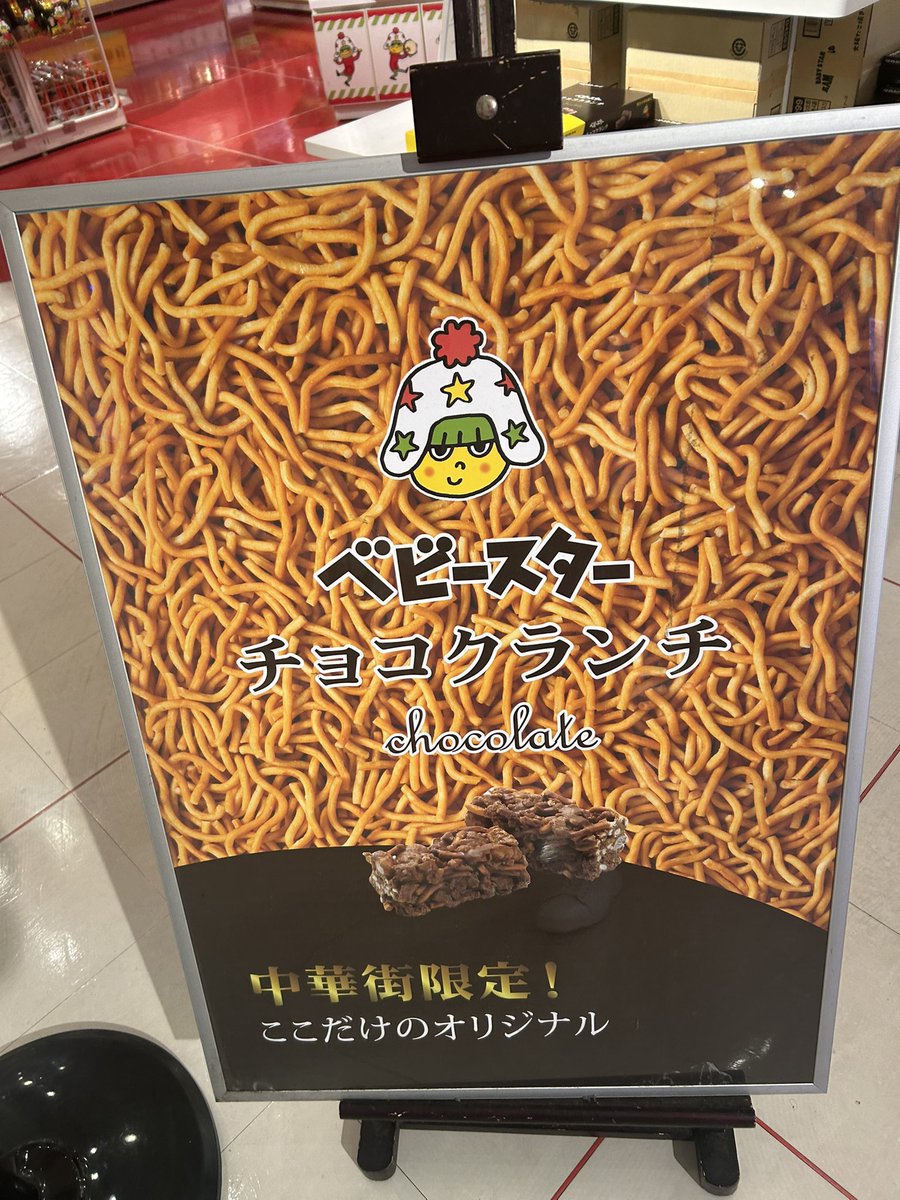 ベビースター
チョコクランチ
chocolate
中華街限定！
ここだけのオリジナル